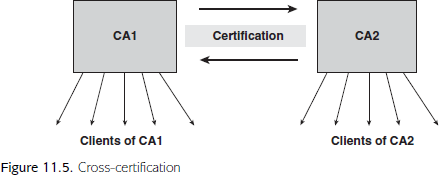 CA1
Certification
CA2
Clients of CA1
Clients of CA2
Figure 11.5. Cross-certification